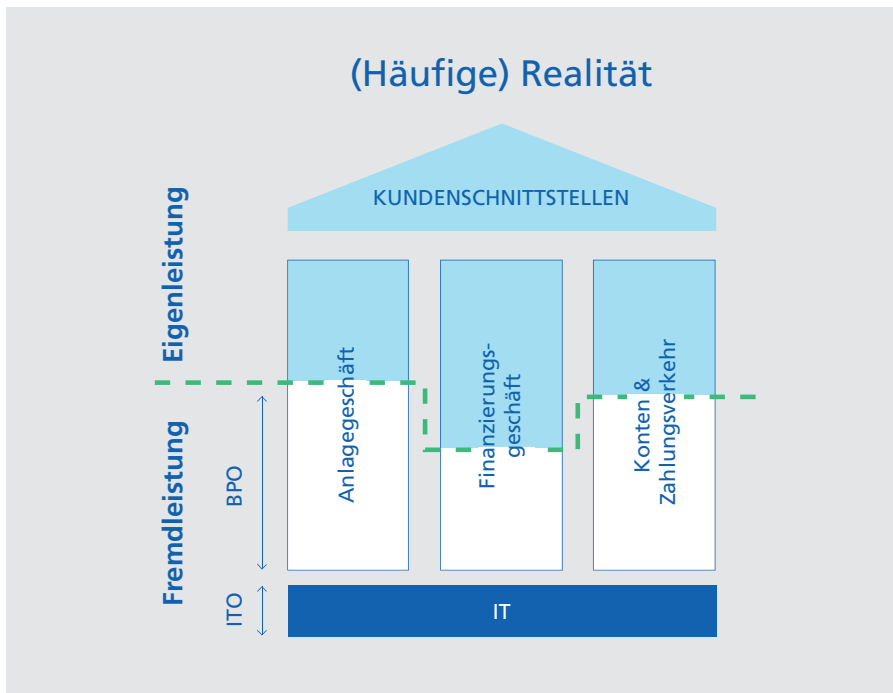 (Häufige) Realität
KUNDENSCHNITTSTELLEN
Eigenleistung
Fremdleistung
BPO
ITO
Anlagegeschäft
Finanzierungs-
geschäft
Konten &
Zahlungsverkehr
IT